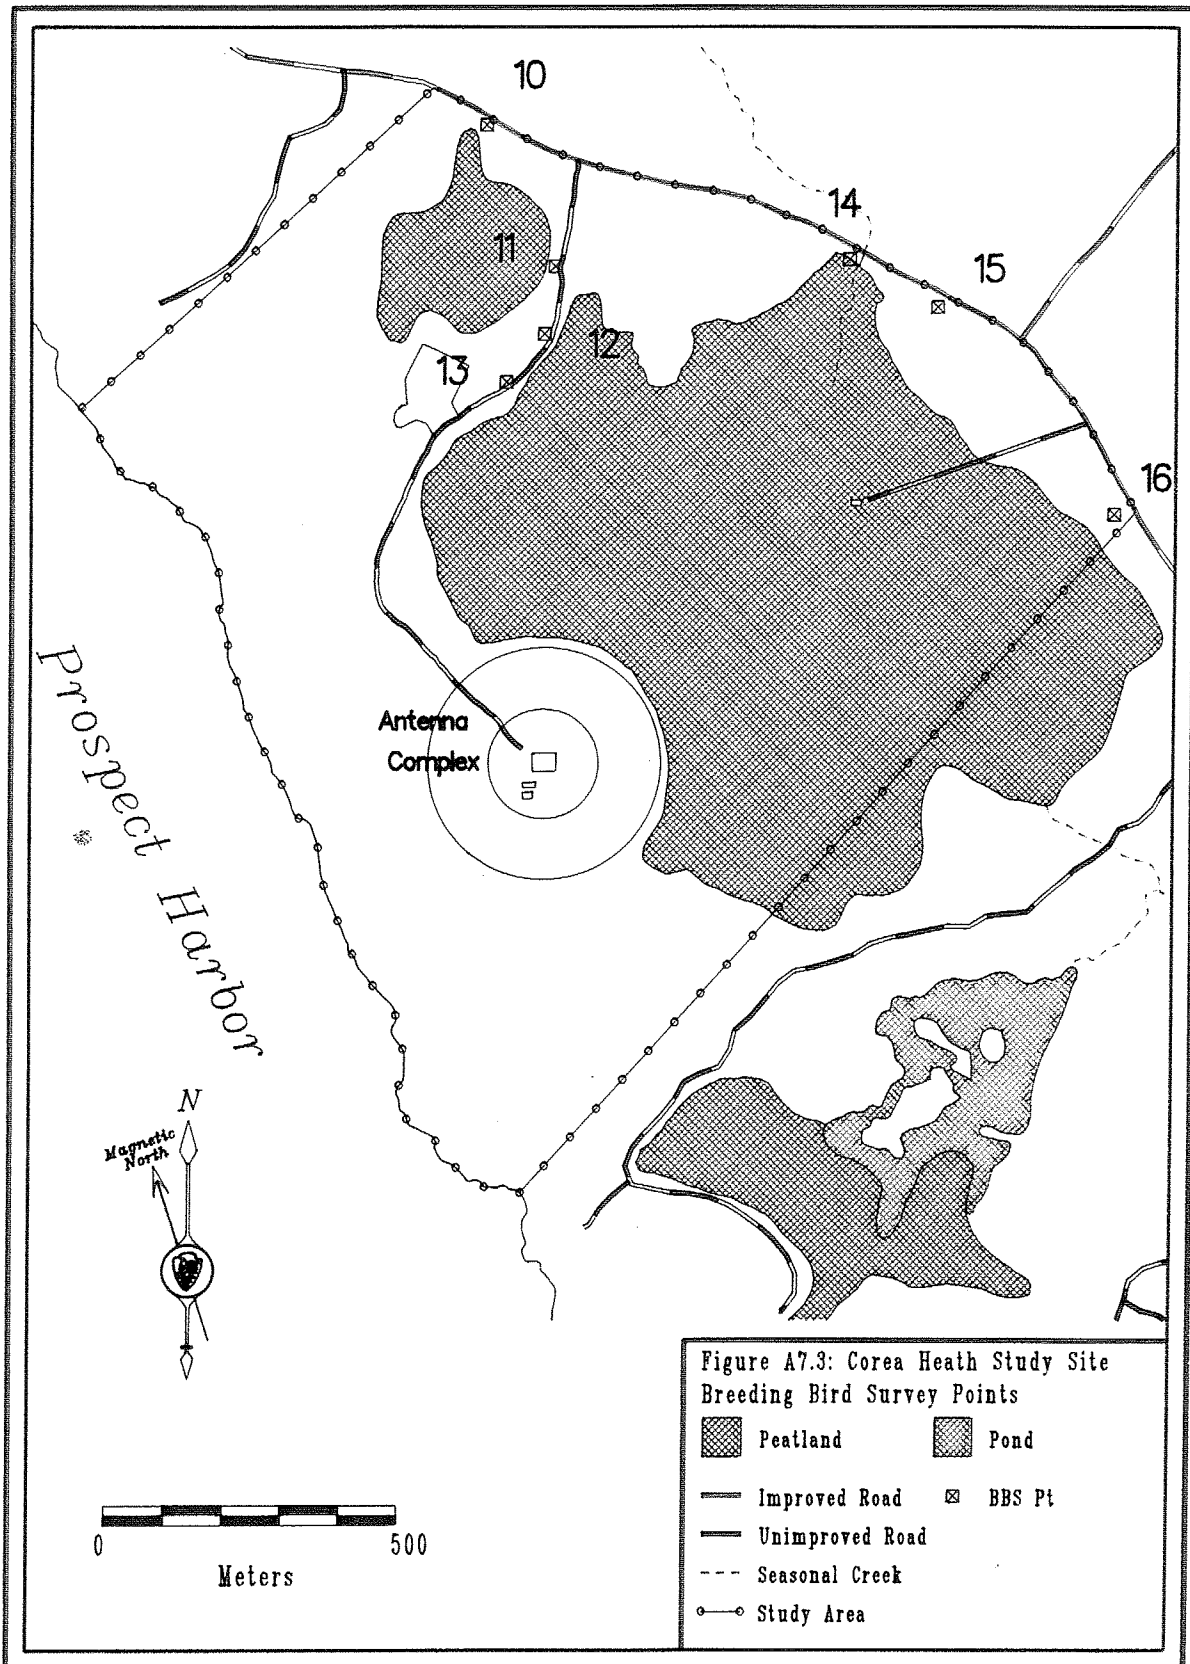 10
14
11
15
12
13
16
Prospect Harbor
Antenna
Complex
N
Magnetic
North
Figure A7.3: Corea Heath Study Site
Breeding Bird Survey Points
Peatland
Pond
Improved Road
BBS Pt
Unimproved Road
Seasonal Creek
Study Area
0
500
Meters